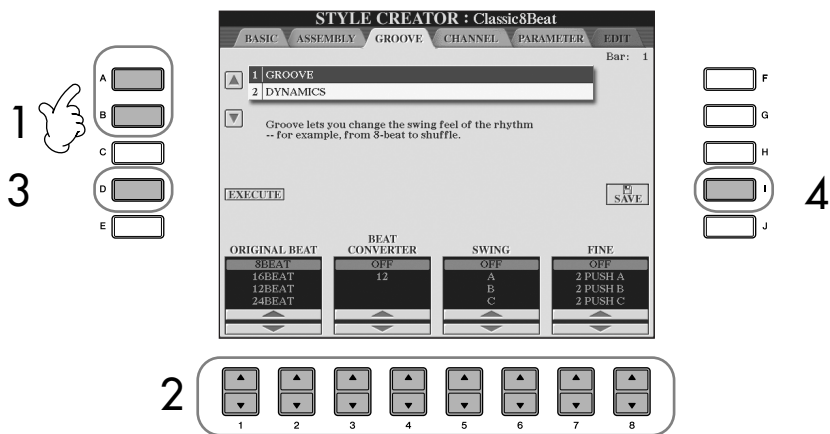 STYLE CREATOR : Classic8Beat
BASIC ASSEMBLY GROOVE CHANNEL PARAMETER EDIT
Bar: 1
1 GROOVE
2 DYNAMICS
Groove lets you change the swing feel of the rhythm
-- for example, from 8-beat to shuffle.
EXECUTE
SAVE
ORIGINAL BEAT
8BEAT
16BEAT
12BEAT
24BEAT
BEAT
CONVERTER
OFF
12
SWING
OFF
A
B
C
FINE
OFF
2 PUSH A
2 PUSH B
2 PUSH C
1
A
B
C
3
D
E
F
G
H
4
I
J
2
1 2 3 4 5 6 7 8